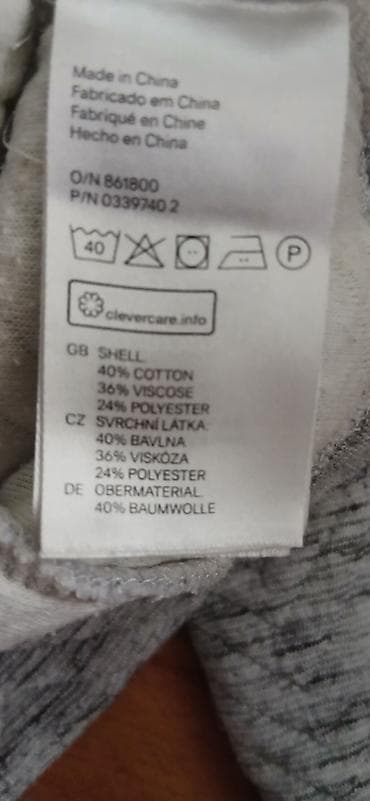 Made in China
Fabricado em China
Fabriqué en Chine
Hecho en China
O/N 861800
P/N 0339740 2
40
P
clevercare.info
GB SHELL
40% COTTON
36% VISCOSE
24% POLYESTER
CZ SVRCHNÍ LÁTKA:
40% BAVLNA
36% VISKÓZA
24% POLYESTER
DE OBERMATERIAL
40% BAUMWOLLE